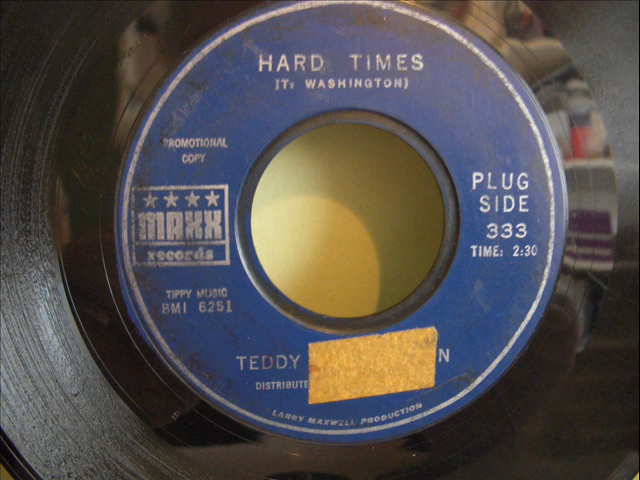 HARD TIMES
(T. WASHINGTON)
PROMOTIONAL
COPY
MAXX
records
TIPPY MUSIC
BMI 6251
PLUG
SIDE
333
TIME: 2:30
TEDDY N
DISTRIBUTE
LARRY MAXWELL PRODUCTION